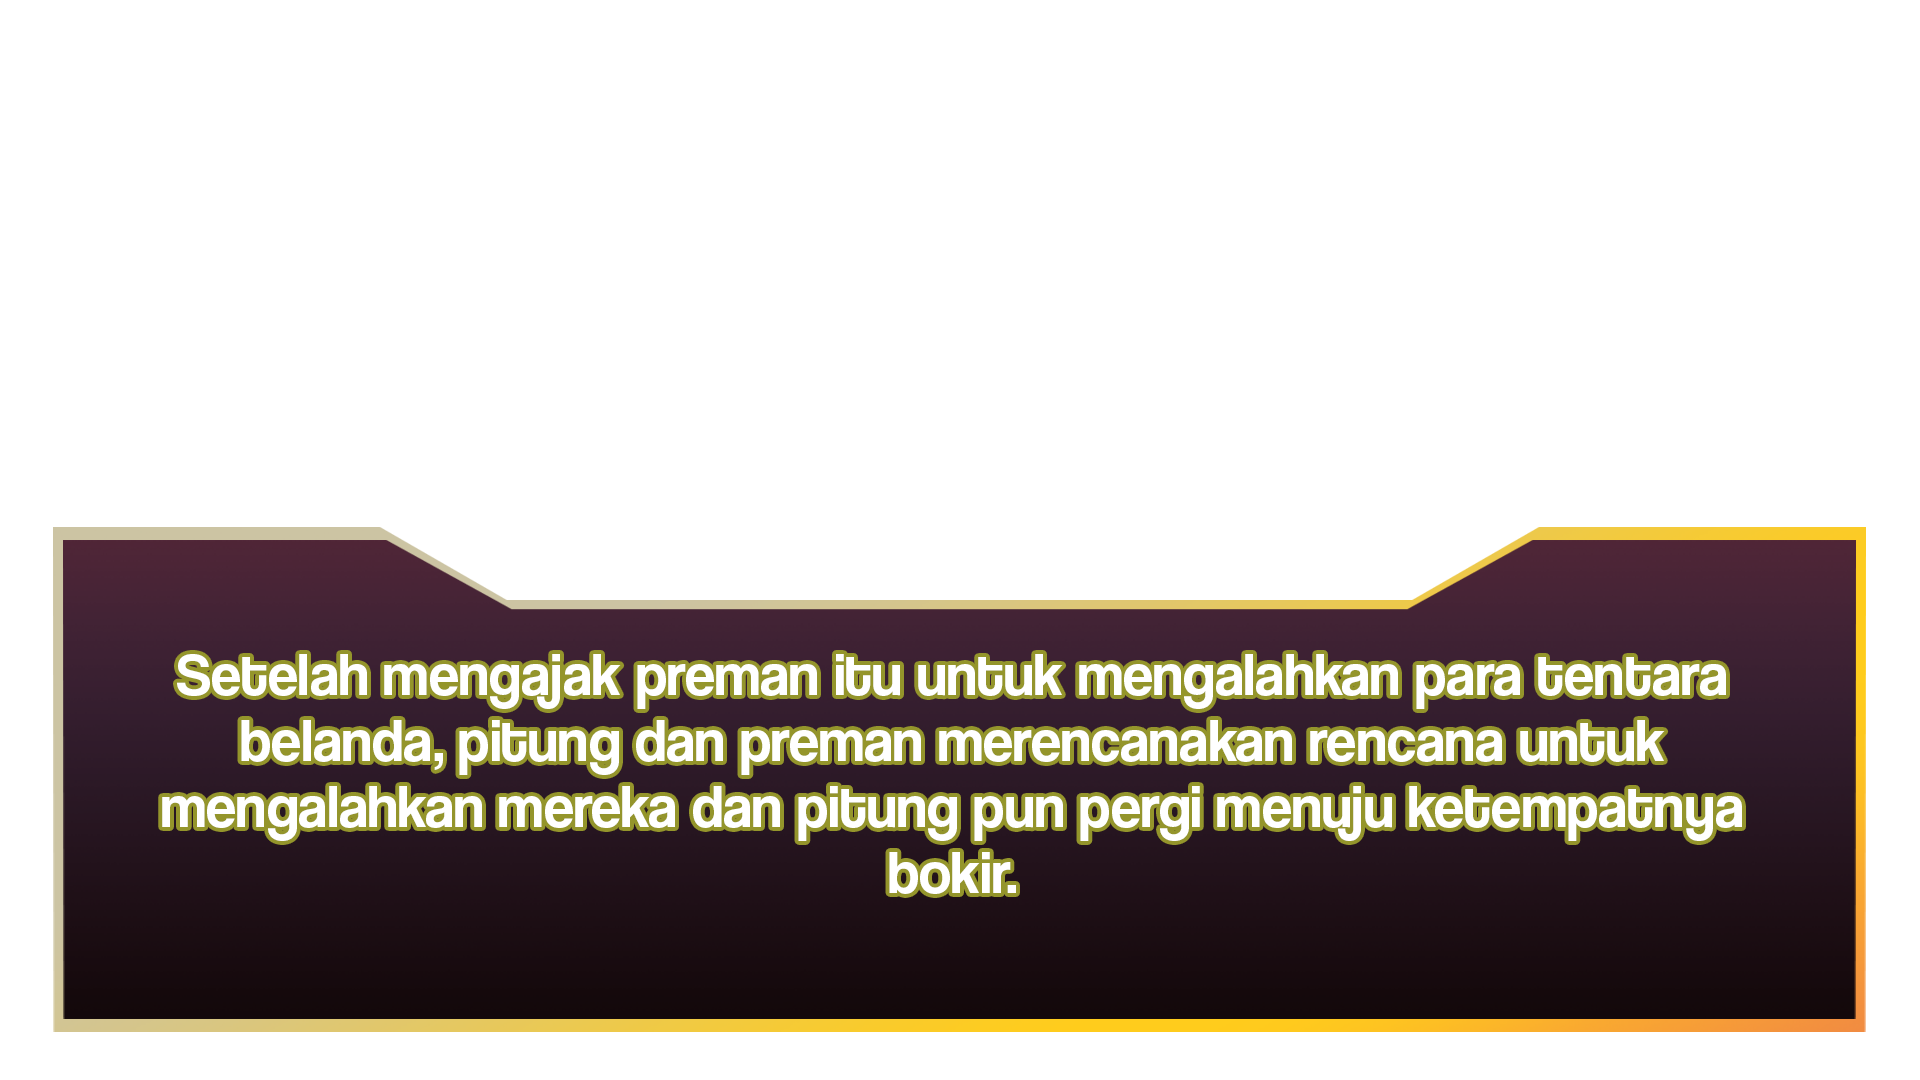 Setelah mengajak preman itu untuk mengalahkan para tentara
belanda, pitung dan preman merencanakan rencana untuk
mengalahkan mereka dan pitung pun pergi menuju ketempatnya
bokir.